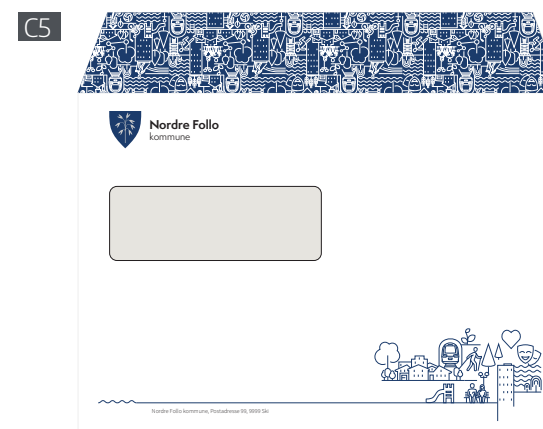 C5
Nordre Follo
kommune
Nordre Follo kommune, Postadresse 99, 9999 Ski